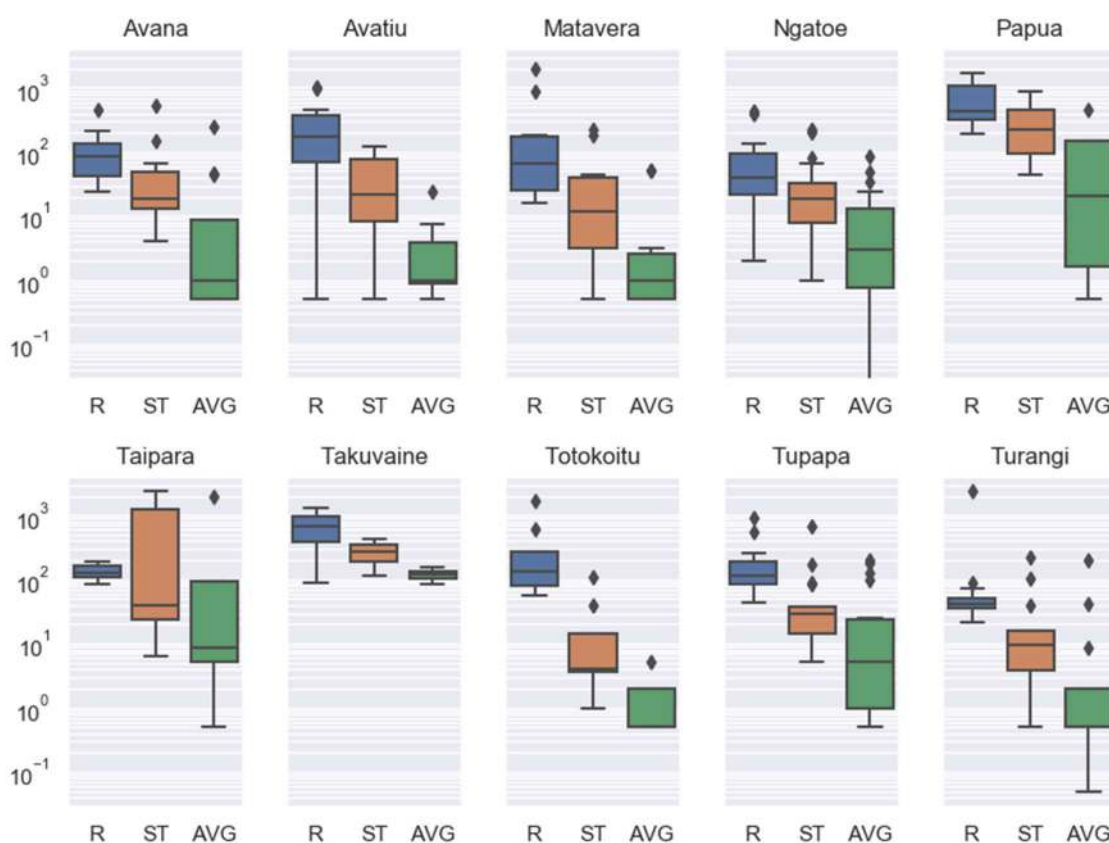 Avana Avatiu Matavera Ngatoe Papua
10³
10²
10¹
10⁰
10⁻¹
R ST AVG R ST AVG R ST AVG R ST AVG R ST AVG
Taipara Takuvaine Totokoitu Tupapa Turangi
10³
10²
10¹
10⁰
10⁻¹
R ST AVG R ST AVG R ST AVG R ST AVG R ST AVG